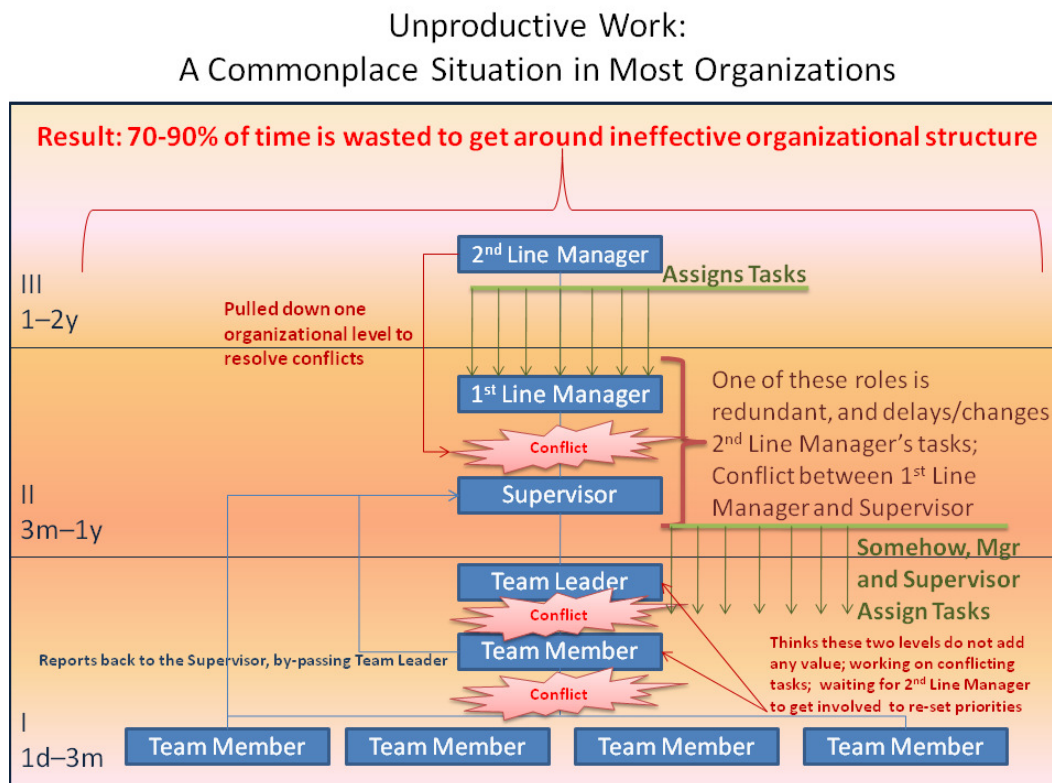 Unproductive Work:
A Commonplace Situation in Most Organizations
Result: 70-90% of time is wasted to get around ineffective organizational structure
2nd Line Manager
Assigns Tasks
III
1–2y
Pulled down one
organizational level to
resolve conflicts
1st Line Manager
One of these roles is
redundant, and delays/changes
2nd Line Manager's tasks;
Conflict between 1st Line
Manager and Supervisor
Conflict
Supervisor
II
3m–1y
Somehow, Mgr
and Supervisor
Assign Tasks
Team Leader
Conflict
Team Member
Reports back to the Supervisor, by-passing Team Leader
Thinks these two levels do not add
any value; working on conflicting
tasks; waiting for 2nd Line Manager
to get involved to re-set priorities
Conflict
I
1d–3m
Team Member
Team Member
Team Member
Team Member